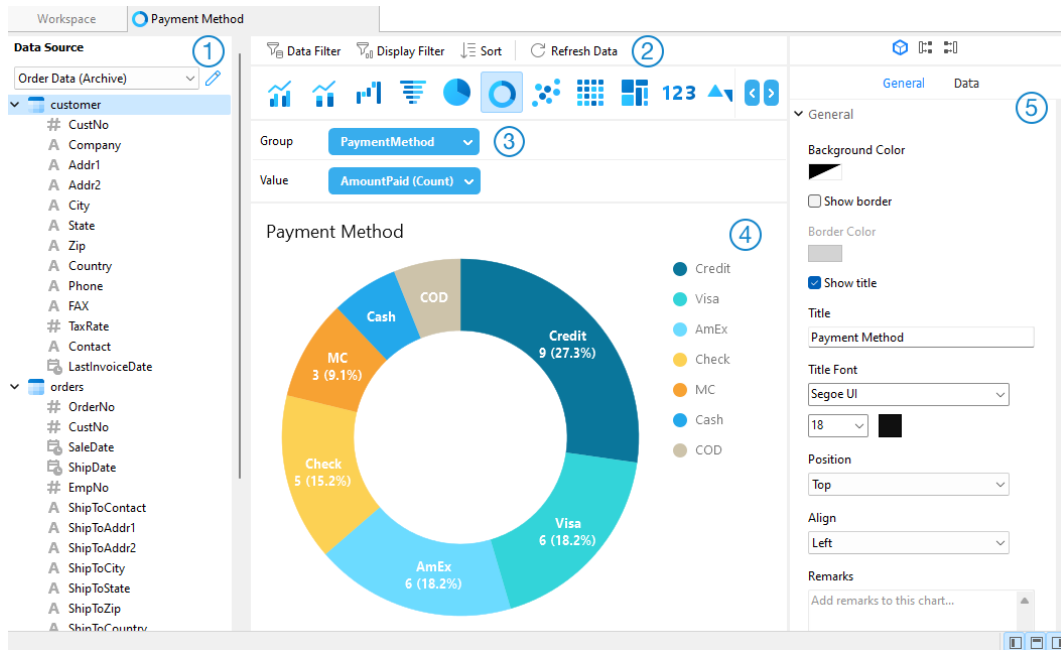 Workspace
Payment Method
Data Source
1
Order Data (Archive)
customer
# CustNo
A Company
A Addr1
A Addr2
A City
A State
A Zip
A Country
A Phone
A FAX
# TaxRate
A Contact
LastInvoiceDate
orders
# OrderNo
# CustNo
SaleDate
ShipDate
# EmpNo
A ShipToContact
A ShipToAddr1
A ShipToAddr2
A ShipToCity
A ShipToState
A ShipToZip
A ShipToCountry
Data Filter
Display Filter
Sort
Refresh Data
2
123
Group
PaymentMethod
3
Value
AmountPaid (Count)
Payment Method
4
COD
Cash
Credit
9 (27.3%)
MC
3 (9.1%)
Check
5 (15.2%)
Visa
6 (18.2%)
AmEx
6 (18.2%)
Credit
Visa
AmEx
Check
MC
Cash
COD
General
Data
5
General
Background Color
Show border
Border Color
Show title
Title
Payment Method
Title Font
Segoe UI
18
Position
Top
Align
Left
Remarks
Add remarks to this chart...